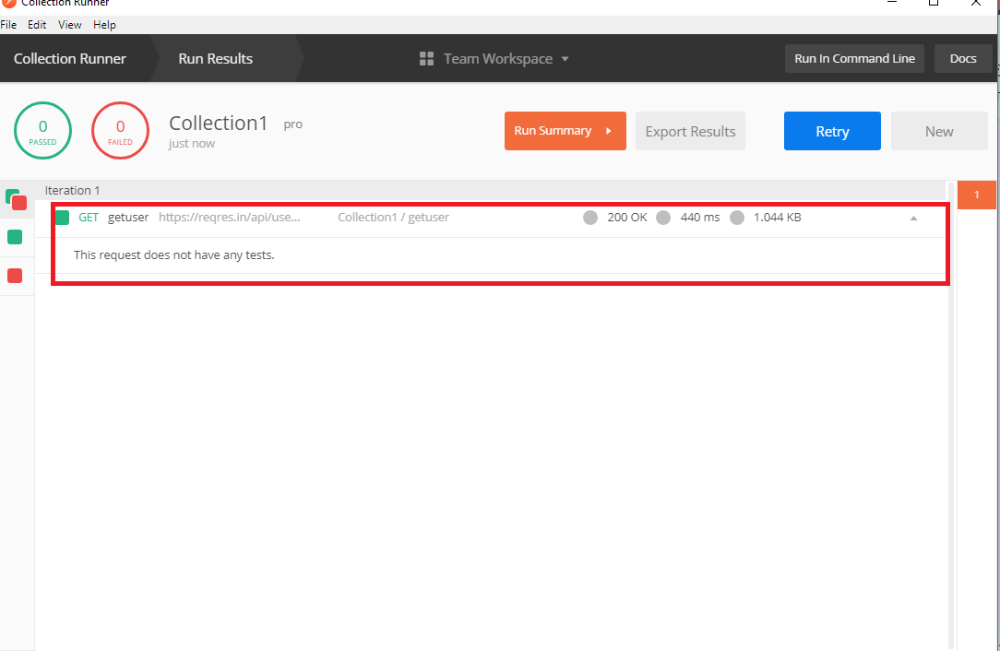 Collection Runner
File Edit View Help
Collection Runner Run Results Team Workspace Run In Command Line Docs
0 PASSED
0 FAILED
Collection1 pro
just now
Run Summary Export Results Retry New
Iteration 1
1
GET getuser https://reqres.in/api/use... Collection1 / getuser 200 OK 440 ms 1.044 KB
This request does not have any tests.